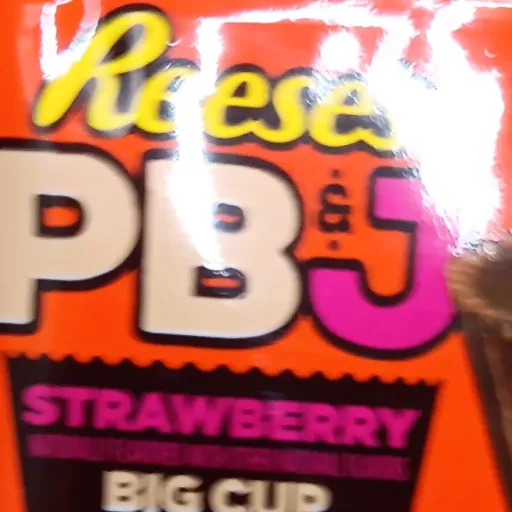 Reese's
PB&J
STRAWBERRY
BIG CUP